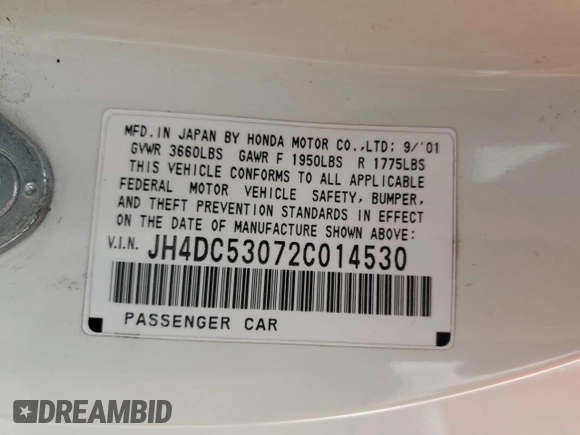 MFD. IN JAPAN BY HONDA MOTOR CO.,LTD: 9/'01
GVWR 3660LBS GAWR F 1950LBS R 1775LBS
THIS VEHICLE CONFORMS TO ALL APPLICABLE
FEDERAL MOTOR VEHICLE SAFETY, BUMPER,
AND THEFT PREVENTION STANDARDS IN EFFECT
ON THE DATE OF MANUFACTURE SHOWN ABOVE:
V.I.N. JH4DC53072C014530
PASSENGER CAR
DREAMBID